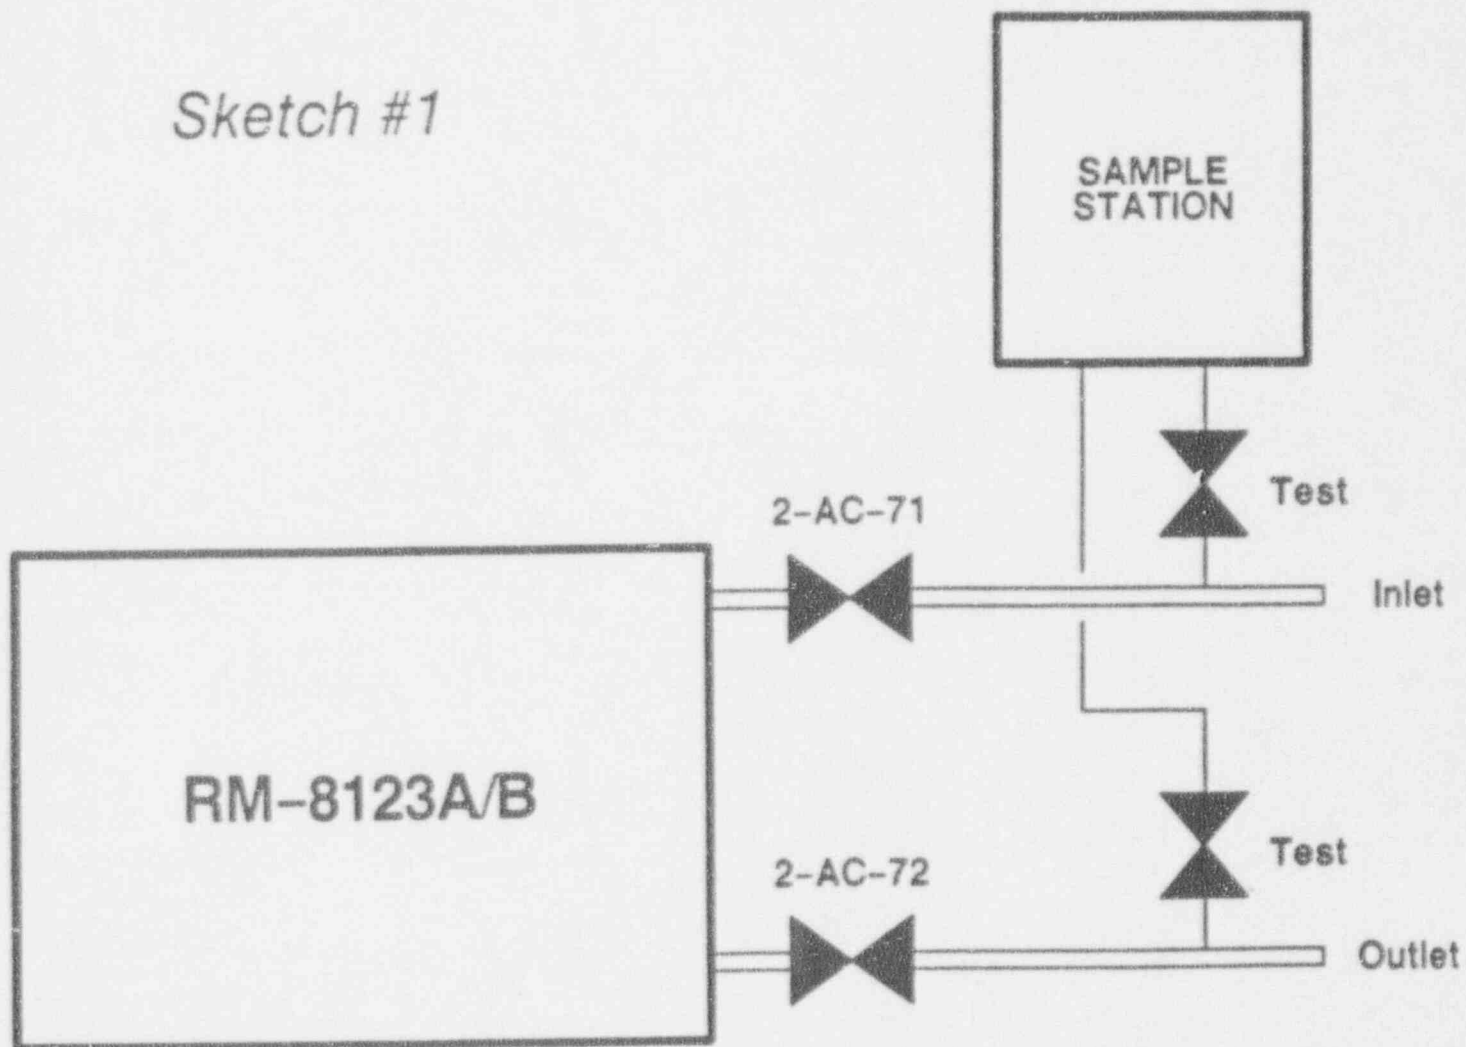 Sketch #1
SAMPLE
STATION
2-AC-71
Test
Inlet
RM-8123A/B
2-AC-72
Test
Outlet